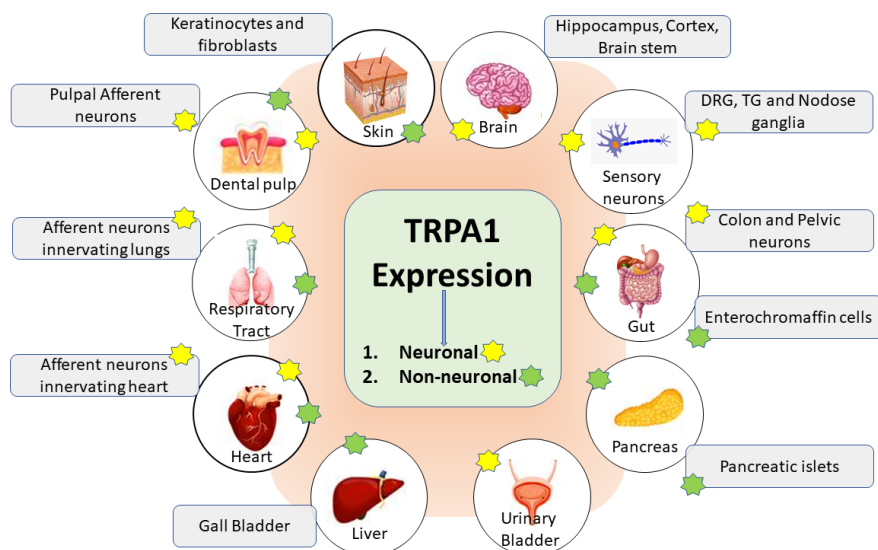 Keratinocytes and
fibroblasts
Hippocampus, Cortex,
Brain stem
Pulpal Afferent
neurons
DRG, TG and Nodose
ganglia
Skin
Brain
Dental pulp
Sensory
neurons
Afferent neurons
innervating lungs
Colon and Pelvic
neurons
TRPA1
Expression
Respiratory
Tract
Gut
Enterochromaffin cells
1. Neuronal
2. Non-neuronal
Afferent neurons
innervating heart
Heart
Pancreas
Pancreatic islets
Gall Bladder
Liver
Urinary
Bladder